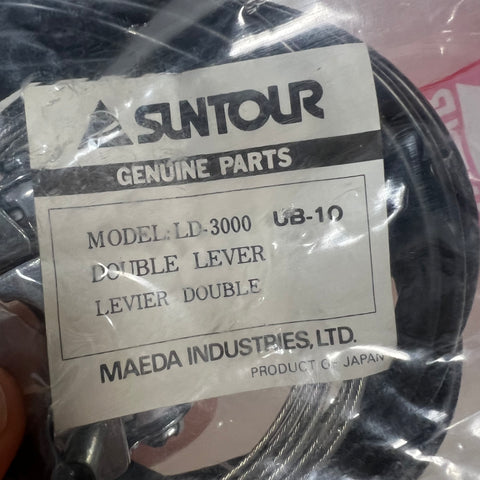 SUNTOUR
GENUINE PARTS
MODEL:LD-3000 UB-10
DOUBLE LEVER
LEVIER DOUBLE
MAEDA INDUSTRIES, LTD.
PRODUCT OF JAPAN